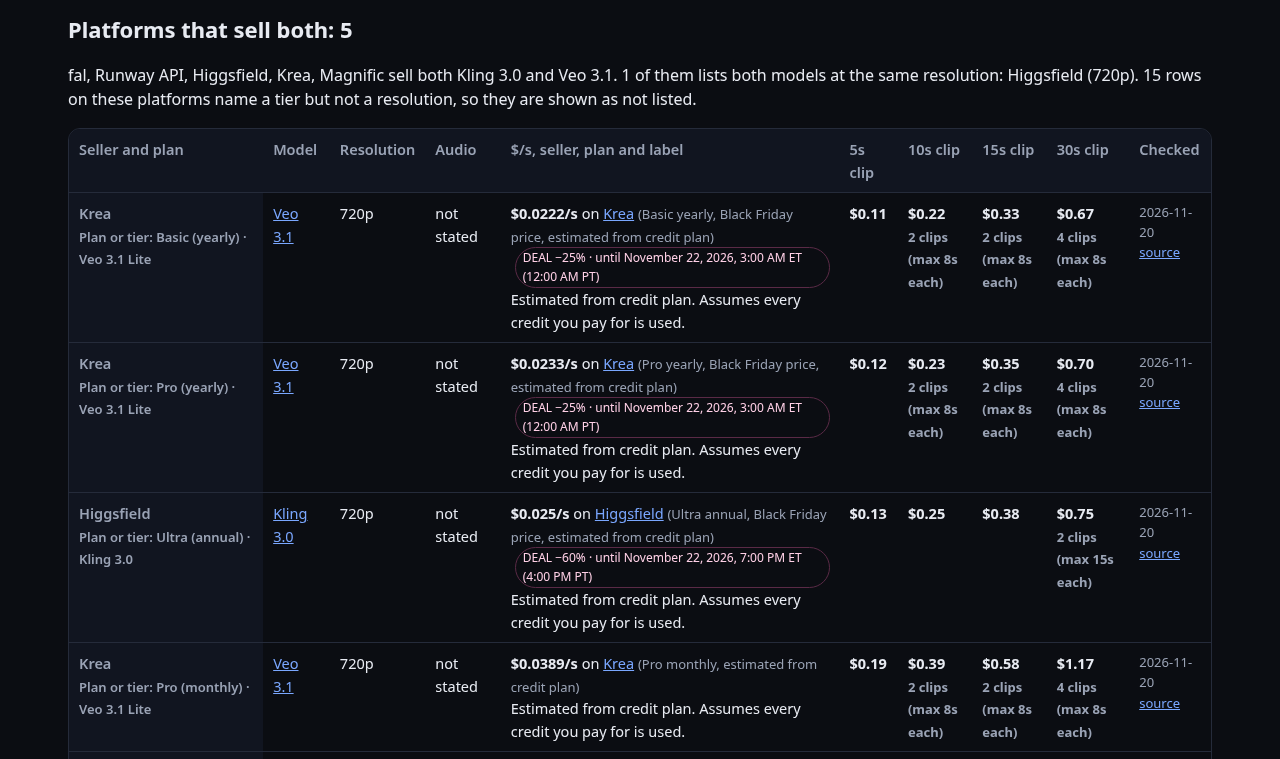 Platforms that sell both: 5
fal, Runway API, Higgsfield, Krea, Magnific sell both Kling 3.0 and Veo 3.1. 1 of them lists both models at the same resolution: Higgsfield (720p). 15 rows
on these platforms name a tier but not a resolution, so they are shown as not listed.
Seller and plan Model Resolution Audio $/s, seller, plan and label 5s clip 10s clip 15s clip 30s clip Checked
Krea
Plan or tier: Basic (yearly) ·
Veo 3.1 Lite
Veo
3.1
720p
not
stated
$0.0222/s on Krea (Basic yearly, Black Friday
price, estimated from credit plan)
DEAL −25% · until November 22, 2026, 3:00 AM ET
(12:00 AM PT)
Estimated from credit plan. Assumes every
credit you pay for is used.
$0.11
$0.22
2 clips
(max 8s
each)
$0.33
2 clips
(max 8s
each)
$0.67
4 clips
(max 8s
each)
2026-11-
20
source
Krea
Plan or tier: Pro (yearly) ·
Veo 3.1 Lite
Veo
3.1
720p
not
stated
$0.0233/s on Krea (Pro yearly, Black Friday price,
estimated from credit plan)
DEAL −25% · until November 22, 2026, 3:00 AM ET
(12:00 AM PT)
Estimated from credit plan. Assumes every
credit you pay for is used.
$0.12
$0.23
2 clips
(max 8s
each)
$0.35
2 clips
(max 8s
each)
$0.70
4 clips
(max 8s
each)
2026-11-
20
source
Higgsfield
Plan or tier: Ultra (annual) ·
Kling 3.0
Kling
3.0
720p
not
stated
$0.025/s on Higgsfield (Ultra annual, Black Friday
price, estimated from credit plan)
DEAL −60% · until November 22, 2026, 7:00 PM ET
(4:00 PM PT)
Estimated from credit plan. Assumes every
credit you pay for is used.
$0.13
$0.25
$0.38
$0.75
2 clips
(max 15s
each)
2026-11-
20
source
Krea
Plan or tier: Pro (monthly) ·
Veo 3.1 Lite
Veo
3.1
720p
not
stated
$0.0389/s on Krea (Pro monthly, estimated from
credit plan)
Estimated from credit plan. Assumes every
credit you pay for is used.
$0.19
$0.39
2 clips
(max 8s
each)
$0.58
2 clips
(max 8s
each)
$1.17
4 clips
(max 8s
each)
2026-11-
20
source